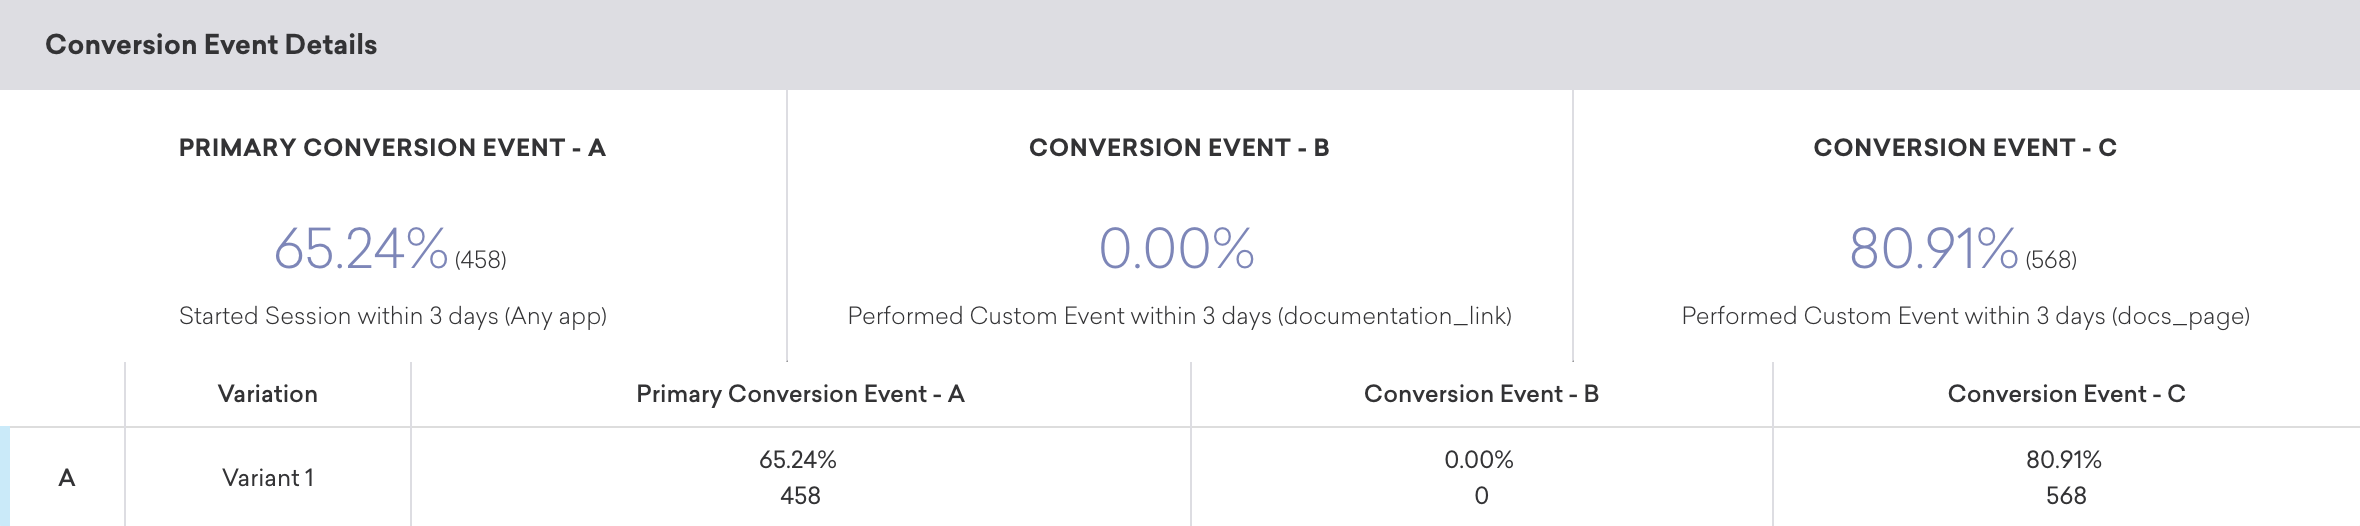 Conversion Event Details
PRIMARY CONVERSION EVENT - A
65.24% (458)
Started Session within 3 days (Any app)
CONVERSION EVENT - B
0.00%
Performed Custom Event within 3 days (documentation_link)
CONVERSION EVENT - C
80.91% (568)
Performed Custom Event within 3 days (docs_page)
Variation Primary Conversion Event - A Conversion Event - B Conversion Event - C
A Variant 1 65.24% 0.00% 80.91%
458 0 568